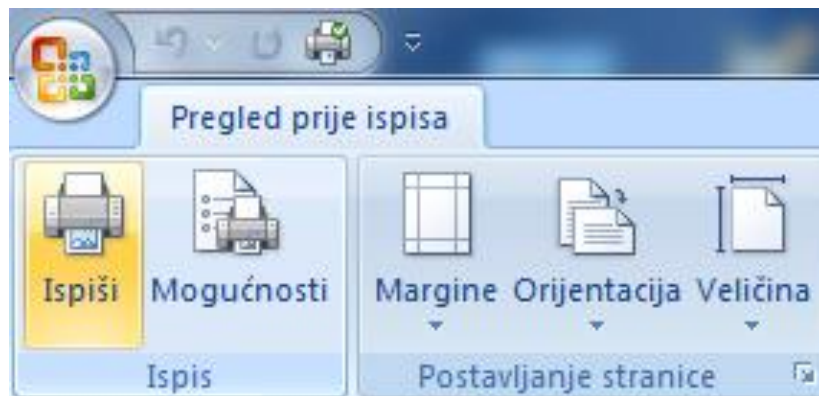 Pregled prije ispisa
Ispiši Mogućnosti Margine Orijentacija Veličina
Ispis Postavljanje stranice